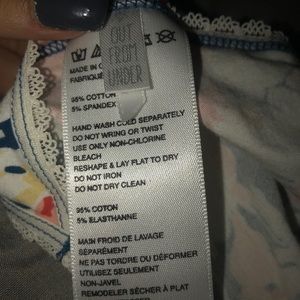 OUT
FROM
UNDER
MADE IN
FABRIQUÉ
95% COTTON
5% SPANDEX
HAND WASH COLD SEPARATELY
DO NOT WRING OR TWIST
USE ONLY NON-CHLORINE
BLEACH
RESHAPE & LAY FLAT TO DRY
DO NOT IRON
DO NOT DRY CLEAN
95% COTON
5% ELASTHANNE
MAIN FROID DE LAVAGE
SÉPARÉMENT
NE PAS TORDRE OU DÉFORMER
UTILISEZ SEULEMENT
NON-JAVEL
REMODELER SÉCHER À PLAT